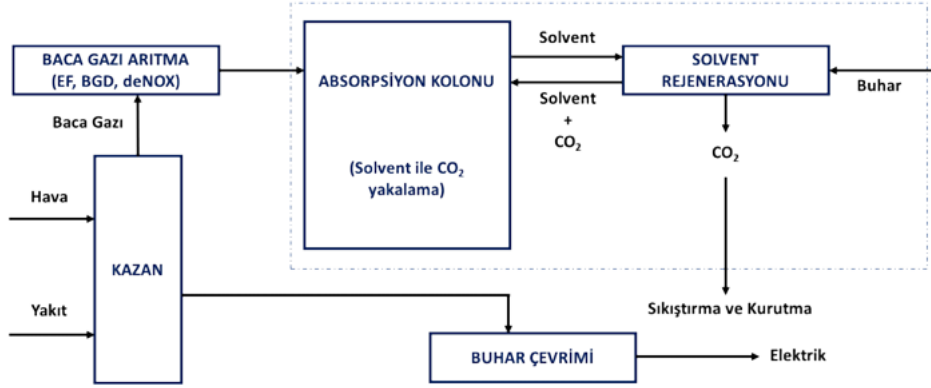 BACA GAZI ARITMA
(EF, BGD, deNOX)
Baca Gazı
Hava
Yakıt
KAZAN
ABSORPSİYON KOLONU
(Solvent ile CO₂
yakalama)
Solvent
Solvent
+
CO₂
SOLVENT
REJENERASYONU
Buhar
CO₂
Sıkıştırma ve Kurutma
BUHAR ÇEVRİMİ
Elektrik